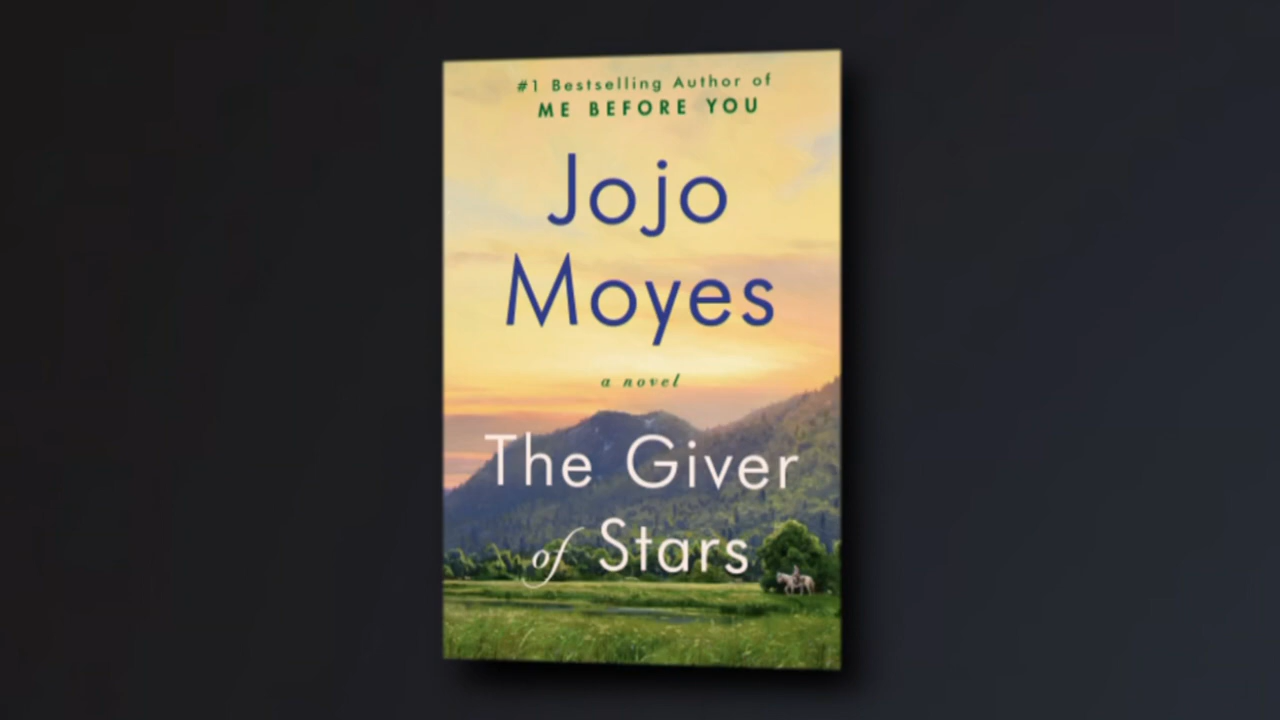 #1 Bestselling Author of
ME BEFORE YOU
Jojo
Moyes
a novel
The Giver
of Stars